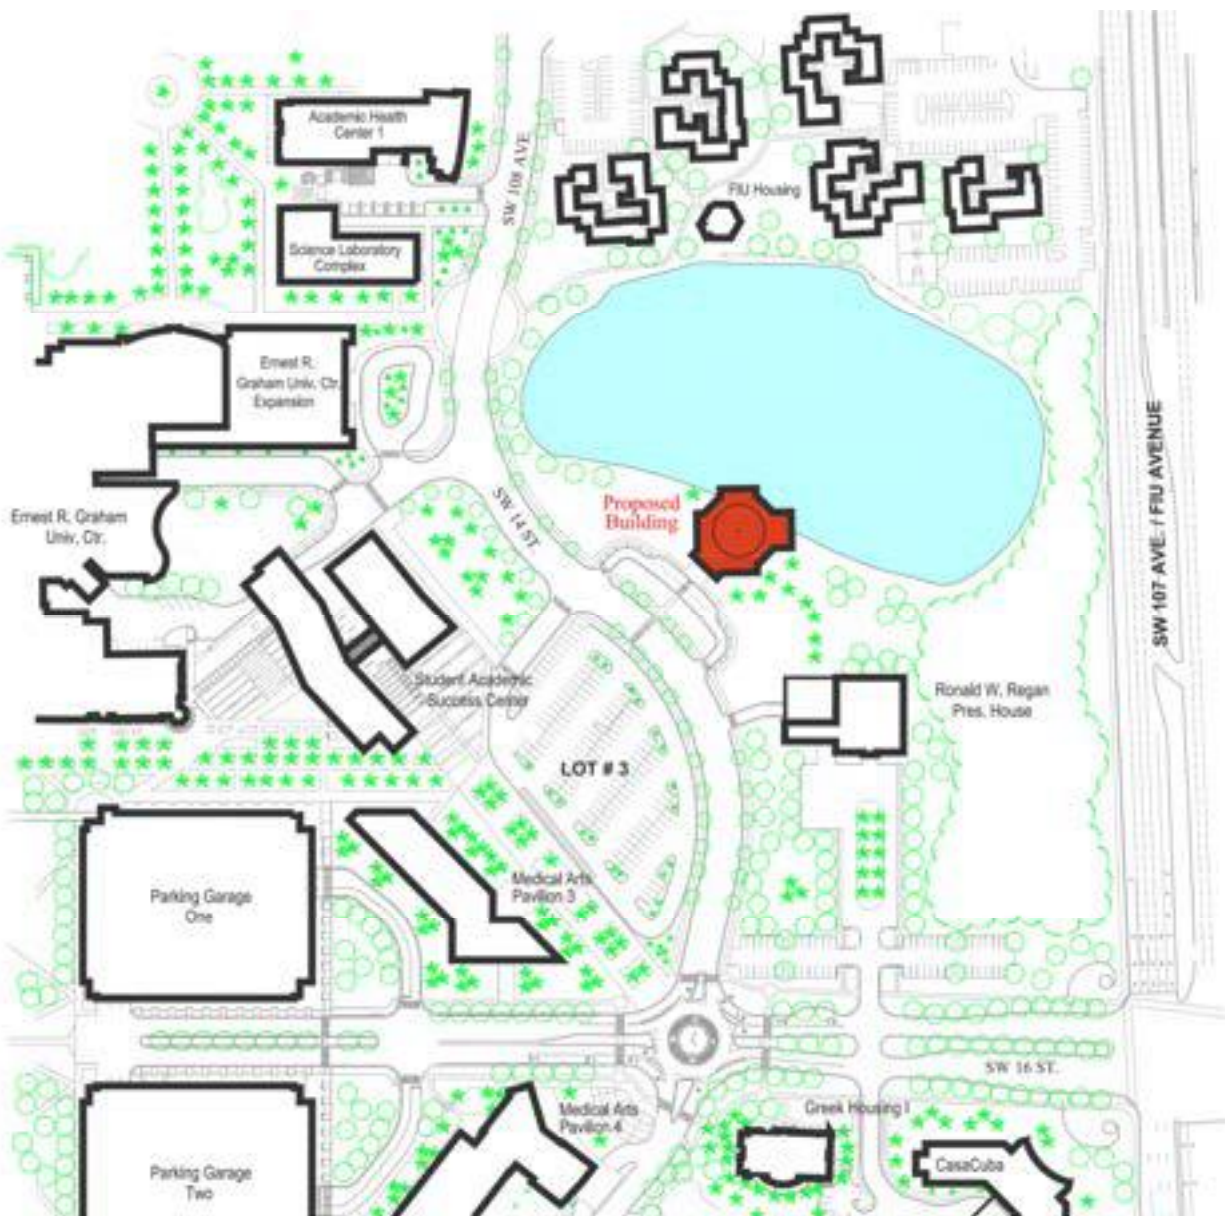 Academic Health
Center 1
SW 108 AVE
FIU Housing
Science Laboratory
Complex
Ernest R.
Graham Univ. Ctr.
Expansion
SW 107 AVE. / FIU AVENUE
Ernest R. Graham
Univ. Ctr.
SW 14 ST
Proposed
Building
Student Academic
Success Center
Ronald W. Regan
Pres. House
LOT # 3
Parking Garage
One
Medical Arts
Pavilion 3
SW 16 ST.
Medical Arts
Pavilion 4
Greek Housing I
Parking Garage
Two
CasaCuba